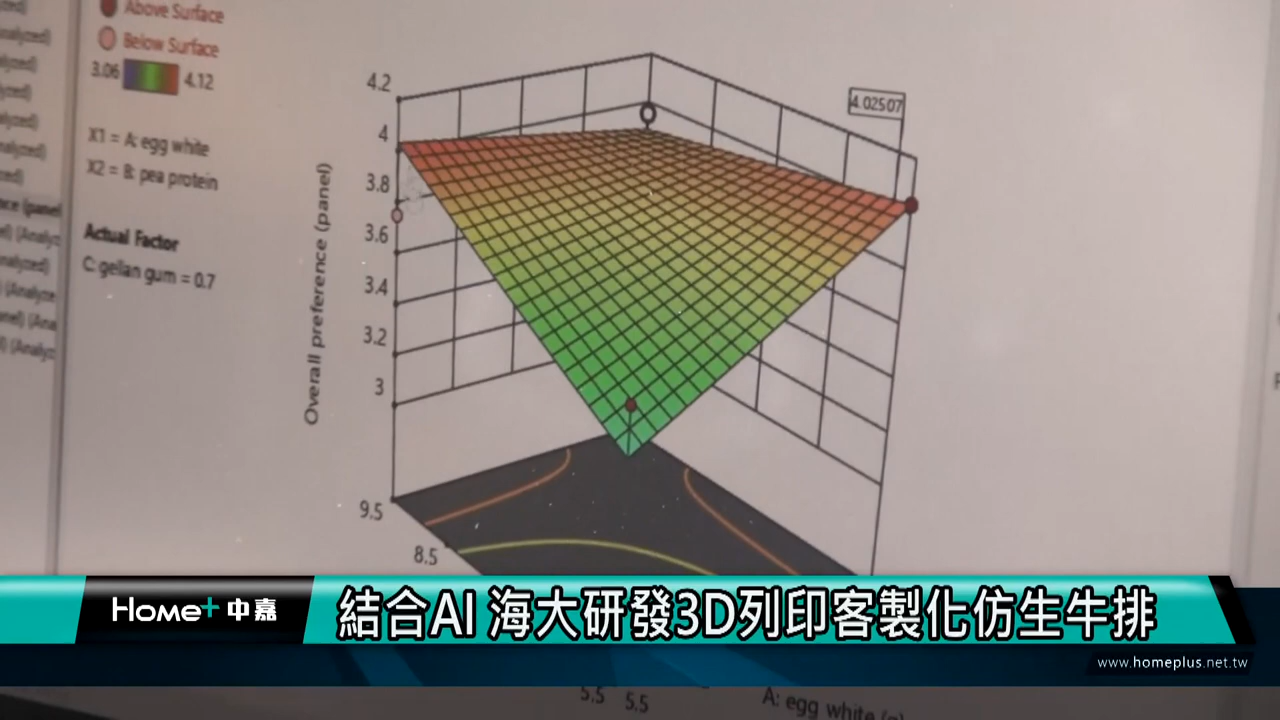 Above Surface
Below Surface
3.06 4.12
X1 = A: egg white
X2 = B: pea protein
Actual Factor
C: gellan gum = 0.7
Overall preference (panel)
4.2
4
3.8
3.6
3.4
3.2
3
4.02507
9.5
8.5
5.5 5.5
A: egg white (g)
Home+ 中嘉
結合AI 海大研發3D列印客製化仿生牛排
www.homeplus.net.tw